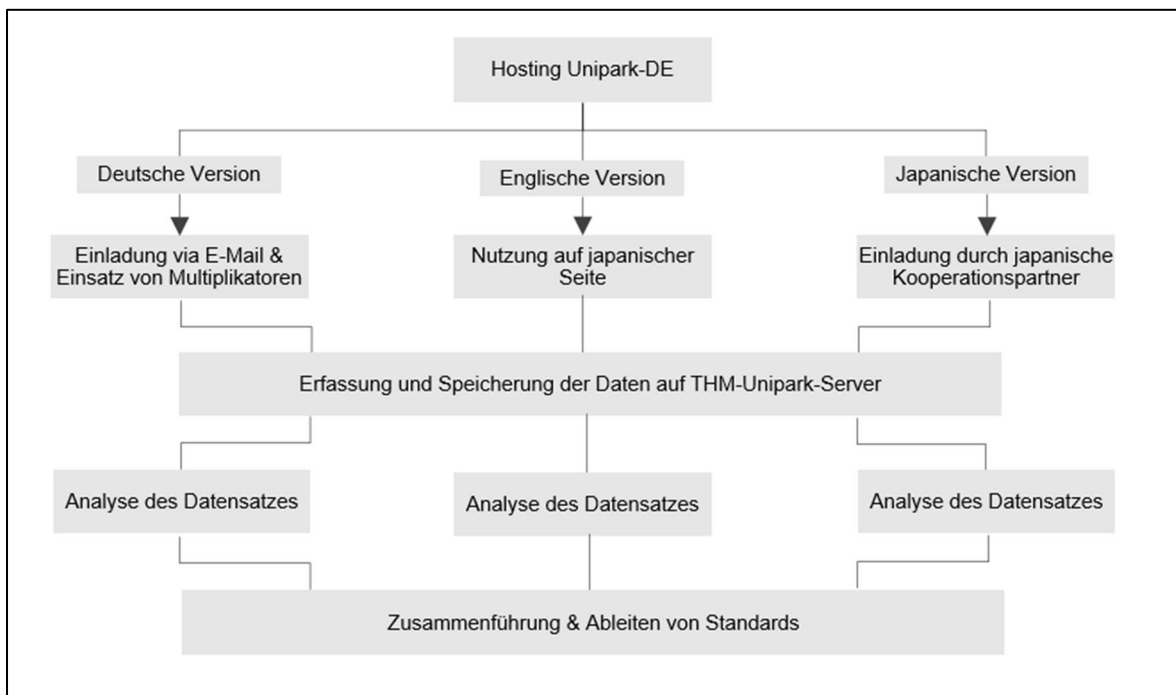 Hosting Unipark-DE
Deutsche Version
Englische Version
Japanische Version
Einladung via E-Mail &
Einsatz von Multiplikatoren
Nutzung auf japanischer
Seite
Einladung durch japanische
Kooperationspartner
Erfassung und Speicherung der Daten auf THM-Unipark-Server
Analyse des Datensatzes
Analyse des Datensatzes
Analyse des Datensatzes
Zusammenführung & Ableiten von Standards